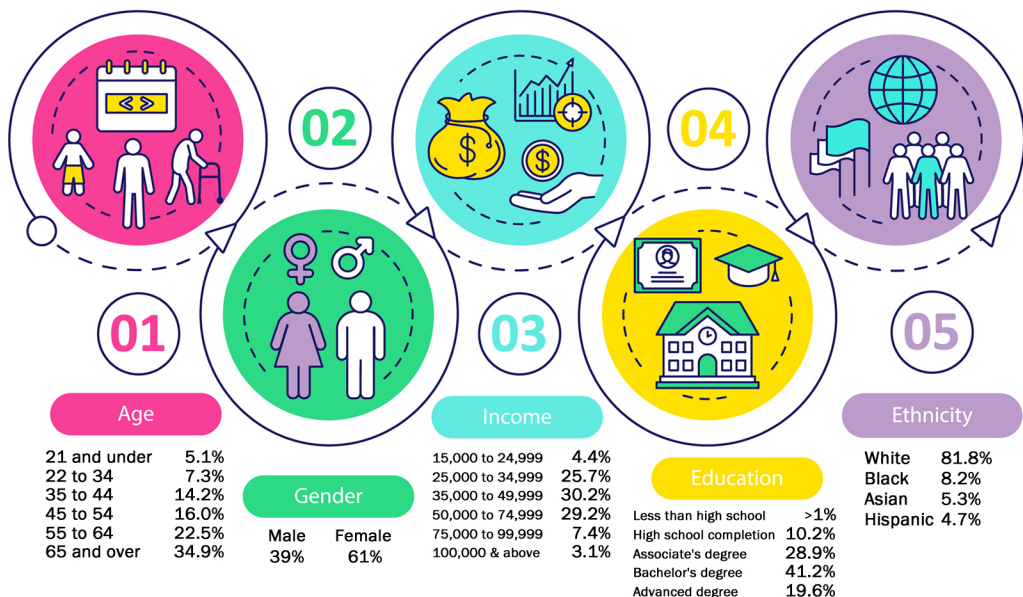 01
Age
21 and under 5.1%
22 to 34 7.3%
35 to 44 14.2%
45 to 54 16.0%
55 to 64 22.5%
65 and over 34.9%
02
Gender
Male Female
39% 61%
03
Income
15,000 to 24,999 4.4%
25,000 to 34,999 25.7%
35,000 to 49,999 30.2%
50,000 to 74,999 29.2%
75,000 to 99,999 7.4%
100,000 & above 3.1%
$
$
04
Education
Less than high school >1%
High school completion 10.2%
Associate's degree 28.9%
Bachelor's degree 41.2%
Advanced degree 19.6%
05
Ethnicity
White 81.8%
Black 8.2%
Asian 5.3%
Hispanic 4.7%